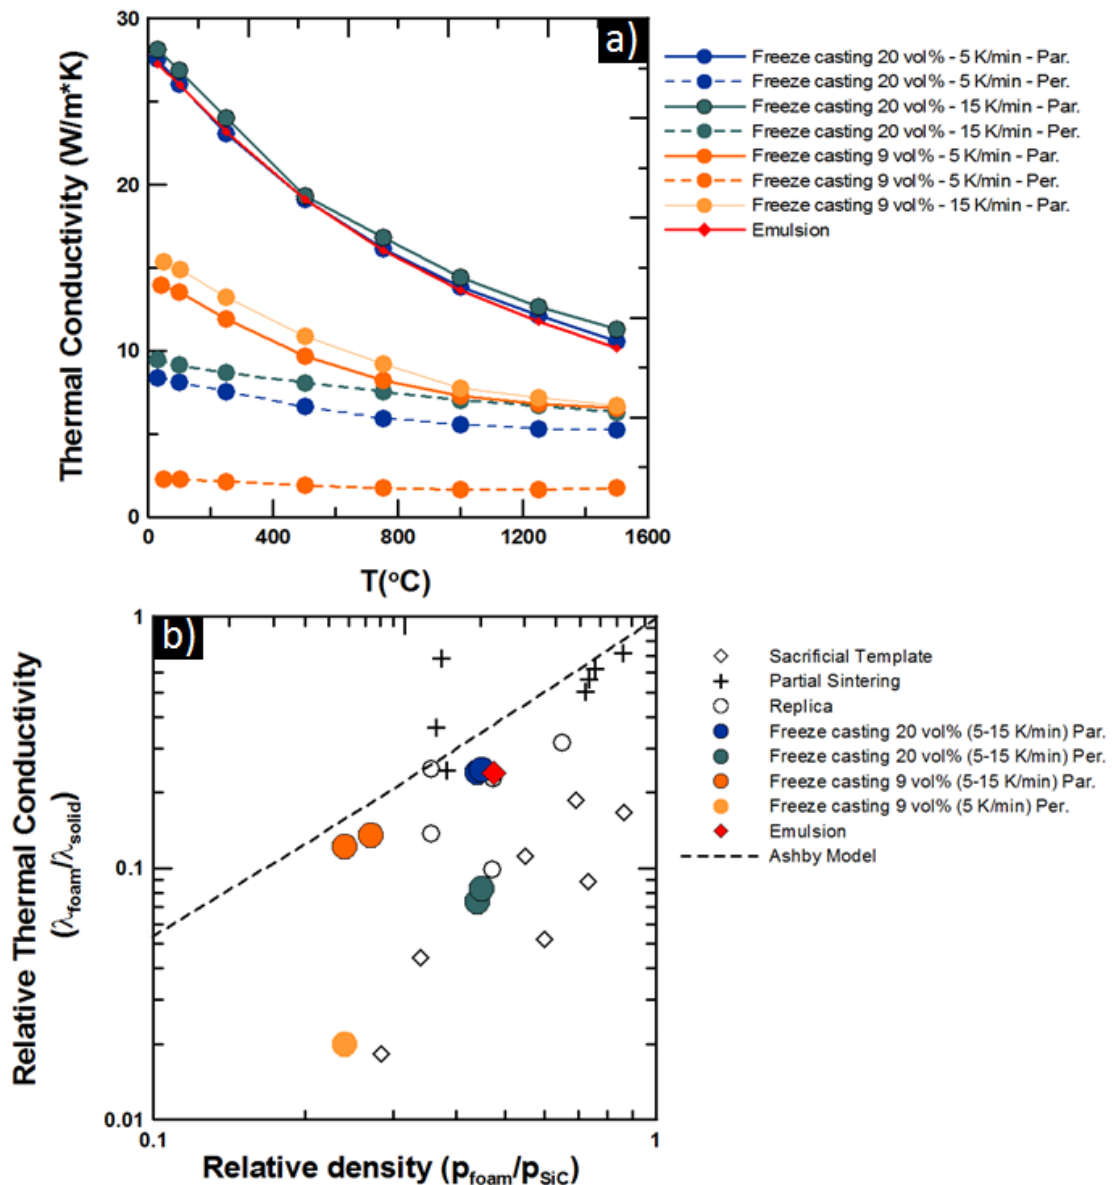 a)
30
20
10
0
Thermal Conductivity (W/m*K)
0 400 800 1200 1600
T(°C)
Freeze casting 20 vol% - 5 K/min - Par.
Freeze casting 20 vol% - 5 K/min - Per.
Freeze casting 20 vol% - 15 K/min - Par.
Freeze casting 20 vol% - 15 K/min - Per.
Freeze casting 9 vol% - 5 K/min - Par.
Freeze casting 9 vol% - 5 K/min - Per.
Freeze casting 9 vol% - 15 K/min - Par.
Emulsion
b)
1
0.1
0.01
Relative Thermal Conductivity
(λfoam/λsolid)
0.1 1
Relative density (pfoam/pSiC)
Sacrificial Template
Partial Sintering
Replica
Freeze casting 20 vol% (5-15 K/min) Par.
Freeze casting 20 vol% (5-15 K/min) Per.
Freeze casting 9 vol% (5-15 K/min) Par.
Freeze casting 9 vol% (5 K/min) Per.
Emulsion
Ashby Model